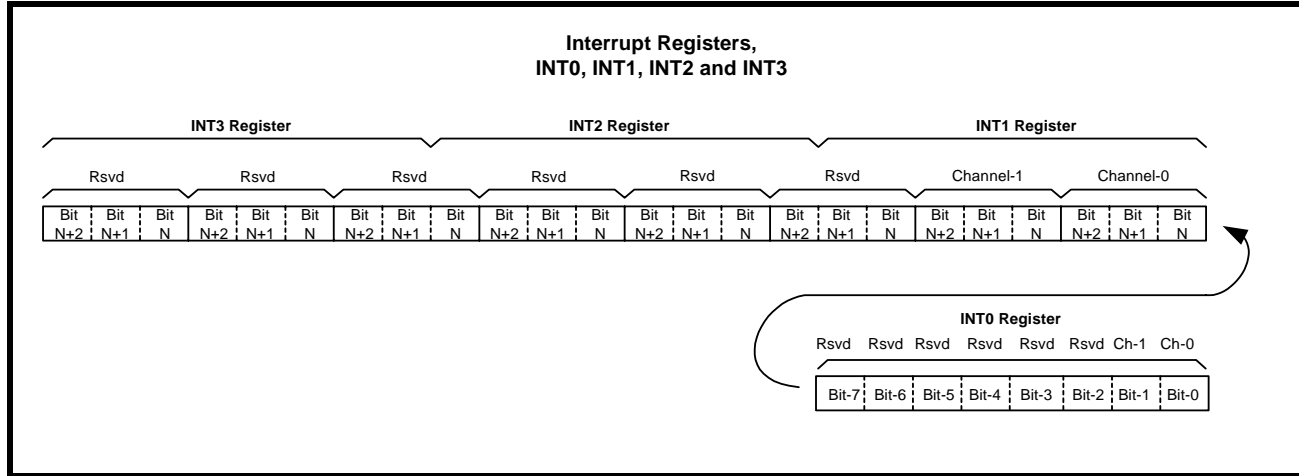 Interrupt Registers,
INT0, INT1, INT2 and INT3
INT3 Register INT2 Register INT1 Register
Rsvd Rsvd Rsvd Rsvd Rsvd Rsvd Channel-1 Channel-0
Bit Bit Bit Bit Bit Bit Bit Bit Bit Bit Bit Bit Bit Bit Bit Bit Bit Bit Bit Bit Bit Bit Bit Bit
N+2 N+1 N N+2 N+1 N N+2 N+1 N N+2 N+1 N N+2 N+1 N N+2 N+1 N N+2 N+1 N N+2 N+1 N
INT0 Register
Rsvd Rsvd Rsvd Rsvd Rsvd Rsvd Ch-1 Ch-0
Bit-7 Bit-6 Bit-5 Bit-4 Bit-3 Bit-2 Bit-1 Bit-0